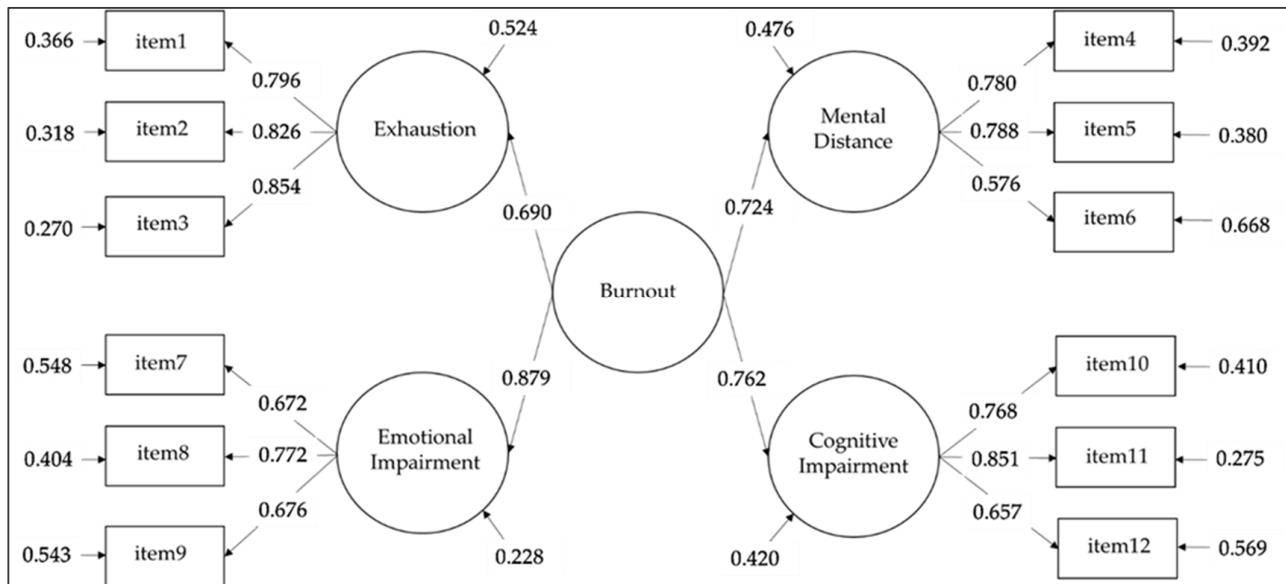 0.366
item1
0.796
0.524
0.476
item4
0.392
0.780
0.318
item2
0.826
Exhaustion
Mental
Distance
0.788
item5
0.380
0.854
0.576
0.270
item3
0.690
0.724
item6
0.668
Burnout
0.548
item7
0.672
0.879
0.762
item10
0.410
0.768
0.404
item8
0.772
Emotional
Impairment
Cognitive
Impairment
0.851
item11
0.275
0.676
0.657
0.543
item9
0.228
0.420
item12
0.569